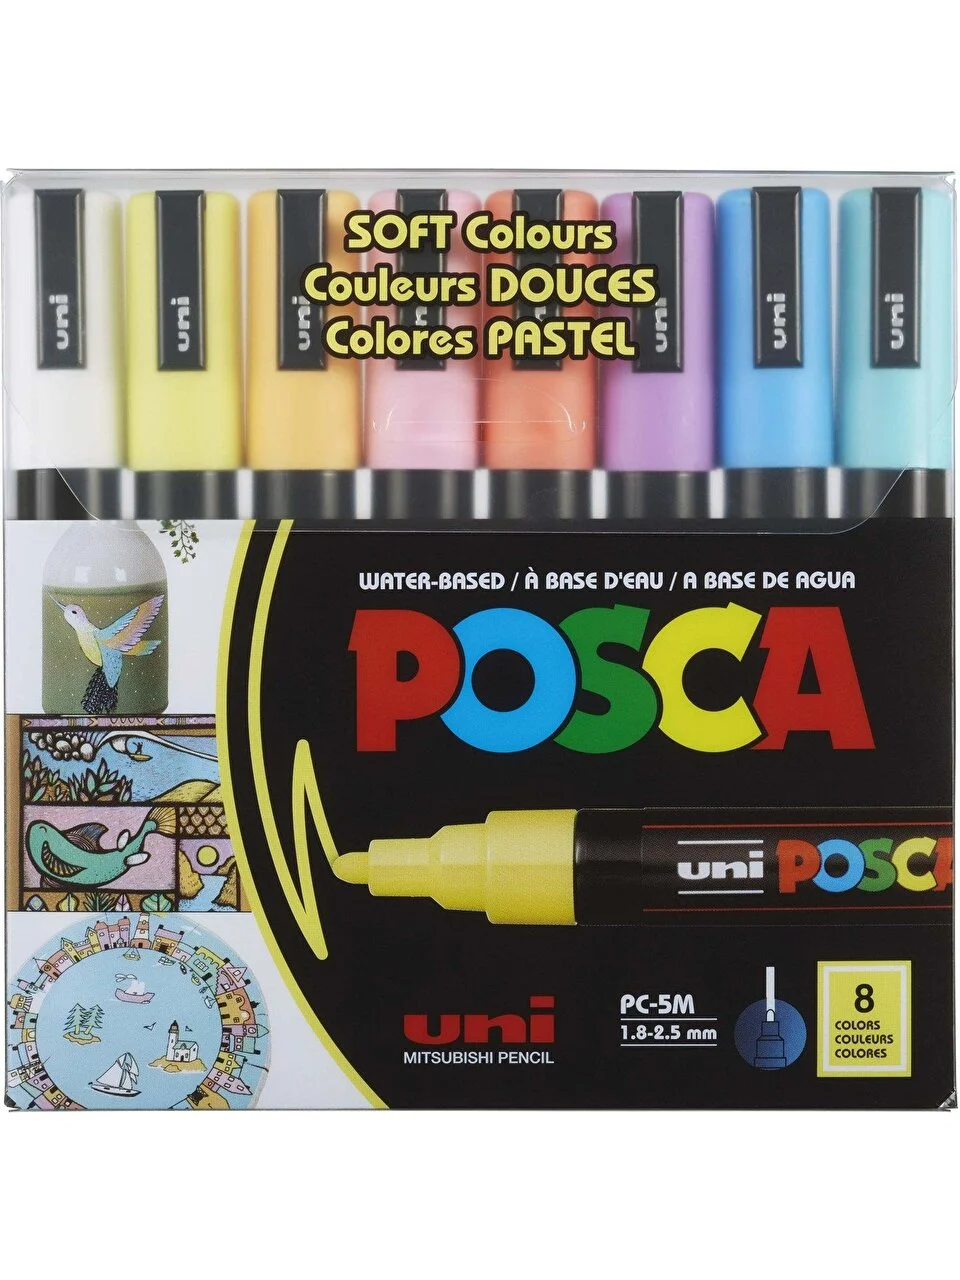 SOFT Colours
Couleurs DOUCES
Colores PASTEL
uni
uni
uni
uni
uni
uni
uni
WATER-BASED / À BASE D'EAU / A BASE DE AGUA
POSCA
uni POSCA
uni
MITSUBISHI PENCIL
PC-5M
1.8-2.5 mm
8
COLORS
COULEURS
COLORES